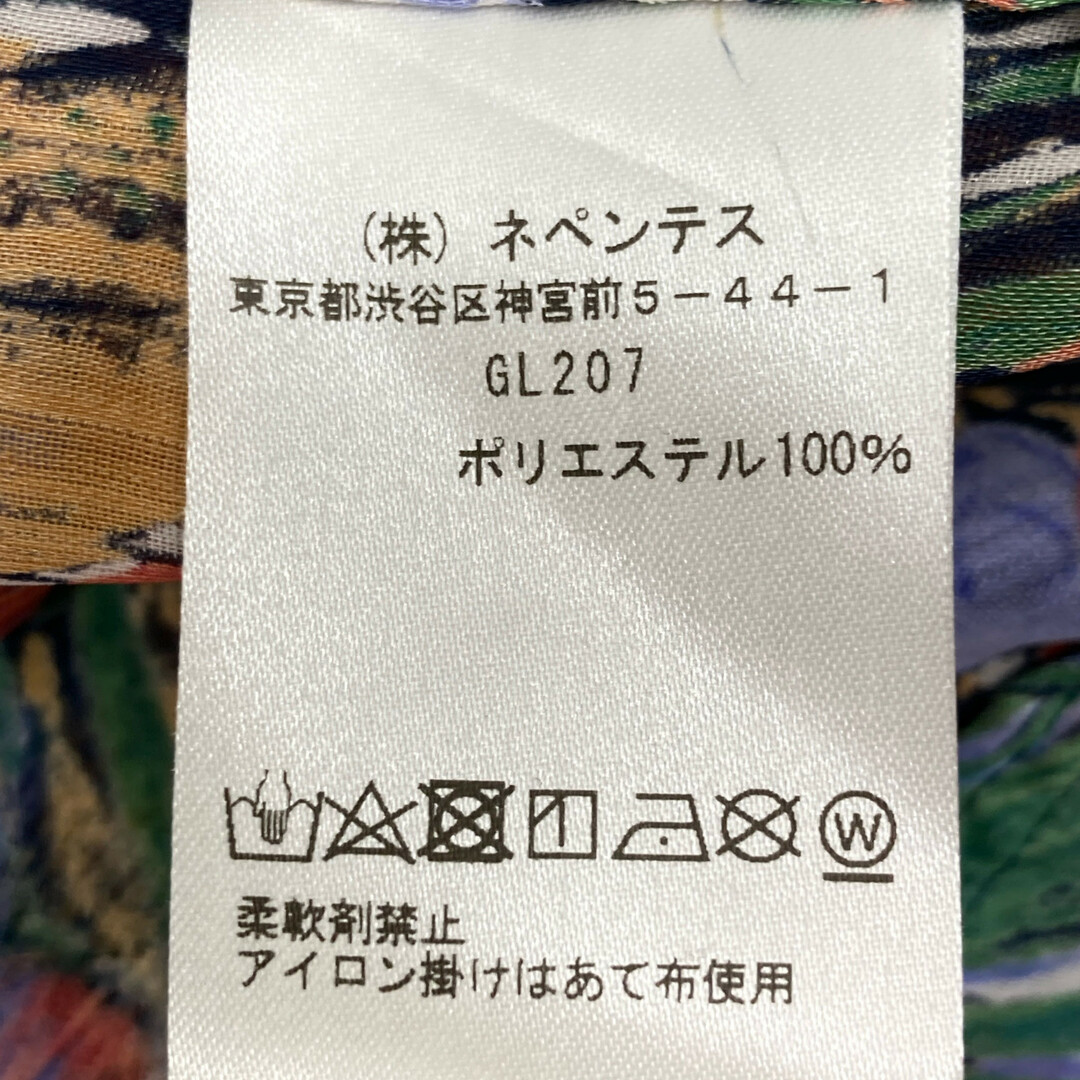 (株) ネペンテス
東京都渋谷区神宮前5－44－1
GL207
ポリエステル100%
W
柔軟剤禁止
アイロン掛けはあて布使用